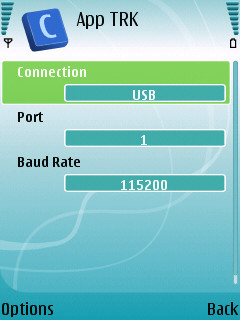 App TRK
Connection
USB
Port
1
Baud Rate
115200
Options Back